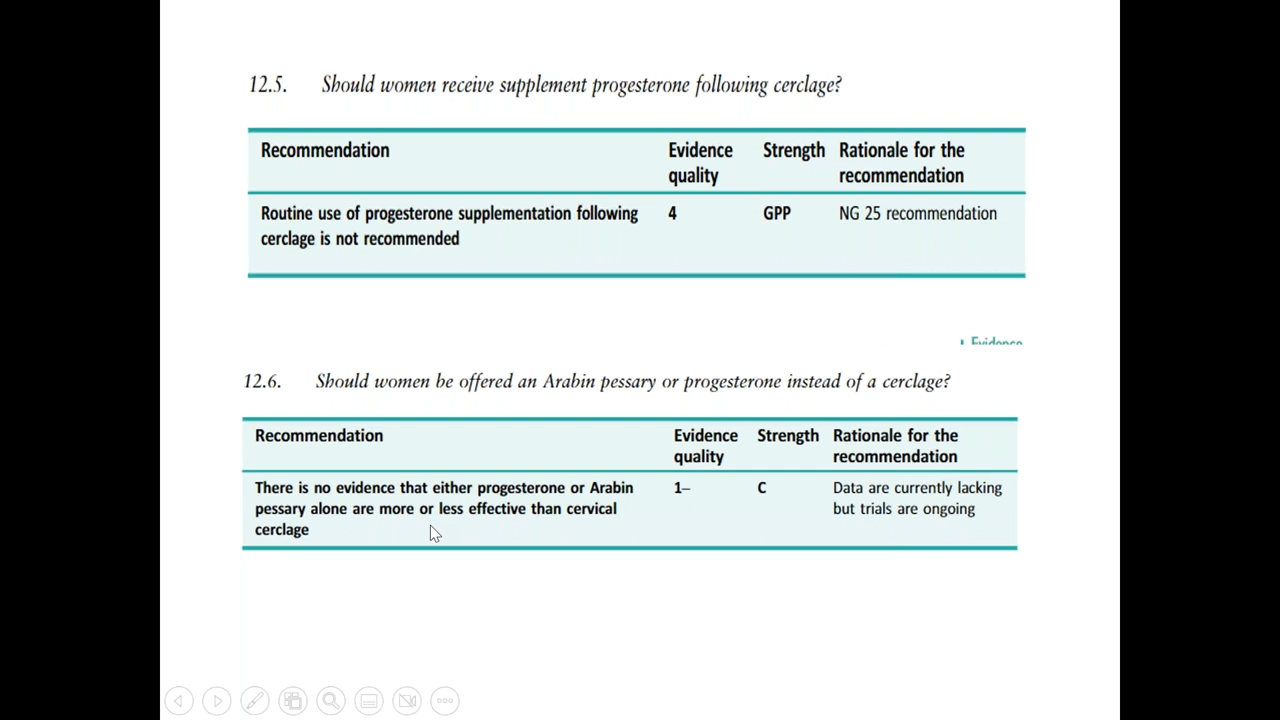 12.5. Should women receive supplement progesterone following cerclage?
Recommendation Evidence quality Strength Rationale for the recommendation
Routine use of progesterone supplementation following 4 GPP NG 25 recommendation
cerclage is not recommended
Evidence
12.6. Should women be offered an Arabin pessary or progesterone instead of a cerclage?
Recommendation Evidence quality Strength Rationale for the recommendation
There is no evidence that either progesterone or Arabin 1– C Data are currently lacking
pessary alone are more or less effective than cervical but trials are ongoing
cerclage